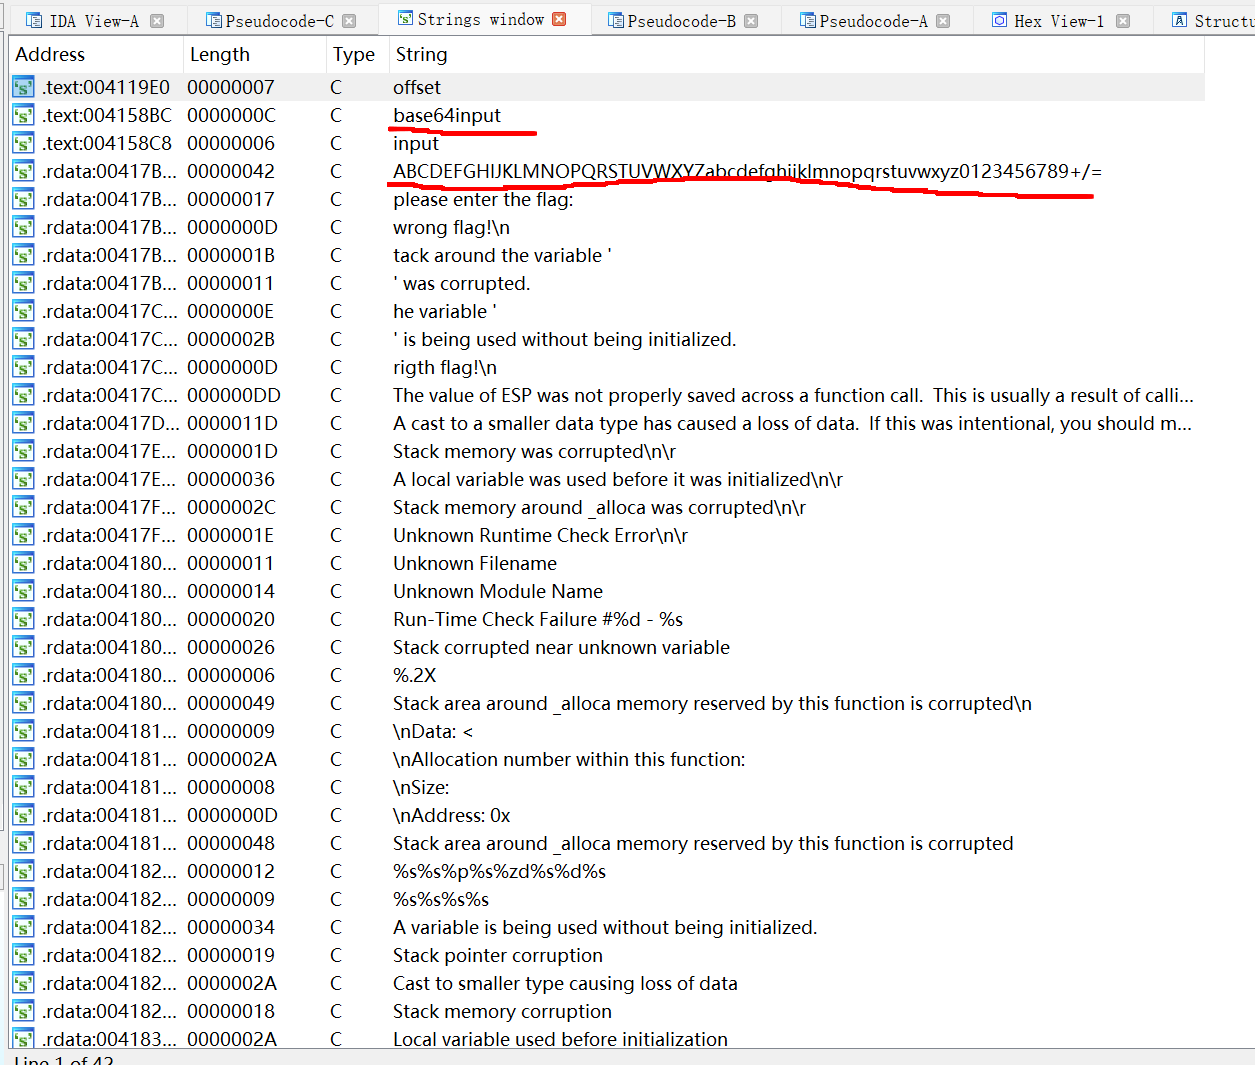 IDA View-A Pseudocode-C Strings window Pseudocode-B Pseudocode-A Hex View-1 Structu
Address Length Type String
.text:004119E0 00000007 C offset
.text:004158BC 0000000C C base64input
.text:004158C8 00000006 C input
.rdata:00417B... 00000042 C ABCDEFGHIJKLMNOPQRSTUVWXYZabcdefghijklmnopqrstuvwxyz0123456789+/=
.rdata:00417B... 00000017 C please enter the flag:
.rdata:00417B... 0000000D C wrong flag!\n
.rdata:00417B... 0000001B C tack around the variable '
.rdata:00417B... 00000011 C ' was corrupted.
.rdata:00417C... 0000000E C he variable '
.rdata:00417C... 0000002B C ' is being used without being initialized.
.rdata:00417C... 0000000D C rigth flag!\n
.rdata:00417C... 000000DD C The value of ESP was not properly saved across a function call.  This is usually a result of calli...
.rdata:00417D... 0000011D C A cast to a smaller data type has caused a loss of data.  If this was intentional, you should m...
.rdata:00417E... 0000001D C Stack memory was corrupted\n\r
.rdata:00417E... 00000036 C A local variable was used before it was initialized\n\r
.rdata:00417F... 0000002C C Stack memory around _alloca was corrupted\n\r
.rdata:00417F... 0000001E C Unknown Runtime Check Error\n\r
.rdata:004180... 00000011 C Unknown Filename
.rdata:004180... 00000014 C Unknown Module Name
.rdata:004180... 00000020 C Run-Time Check Failure #%d - %s
.rdata:004180... 00000026 C Stack corrupted near unknown variable
.rdata:004180... 00000006 C %.2X
.rdata:004180... 00000049 C Stack area around _alloca memory reserved by this function is corrupted\n
.rdata:004181... 00000009 C \nData: <
.rdata:004181... 0000002A C \nAllocation number within this function:
.rdata:004181... 00000008 C \nSize:
.rdata:004181... 0000000D C \nAddress: 0x
.rdata:004181... 00000048 C Stack area around _alloca memory reserved by this function is corrupted
.rdata:004182... 00000012 C %s%s%p%s%zd%s%d%s
.rdata:004182... 00000009 C %s%s%s%s
.rdata:004182... 00000034 C A variable is being used without being initialized.
.rdata:004182... 00000019 C Stack pointer corruption
.rdata:004182... 0000002A C Cast to smaller type causing loss of data
.rdata:004182... 00000018 C Stack memory corruption
.rdata:004183... 0000002A C Local variable used before initialization
Line 1 of 42